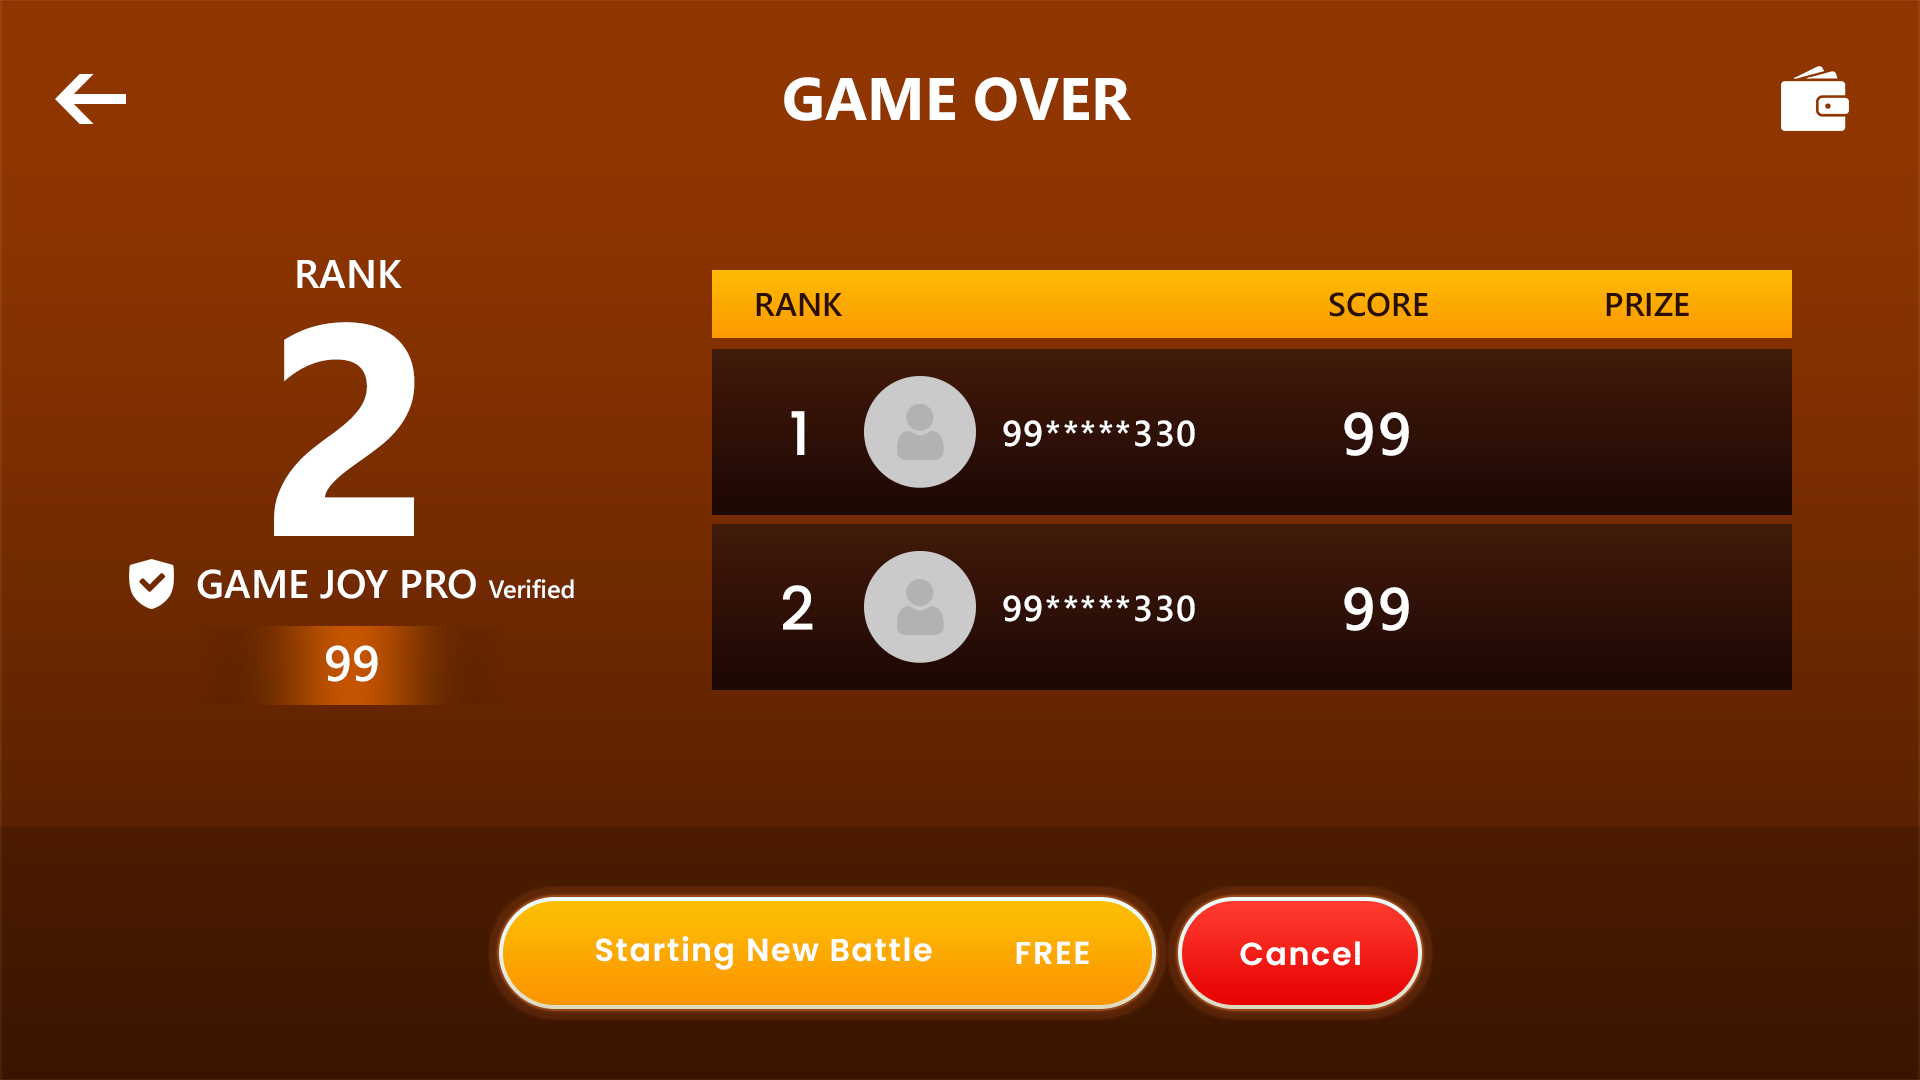 GAME OVER
RANK
2
GAME JOY PRO Verified
99
RANK SCORE PRIZE
1 99*****330 99
2 99*****330 99
Starting New Battle FREE
Cancel